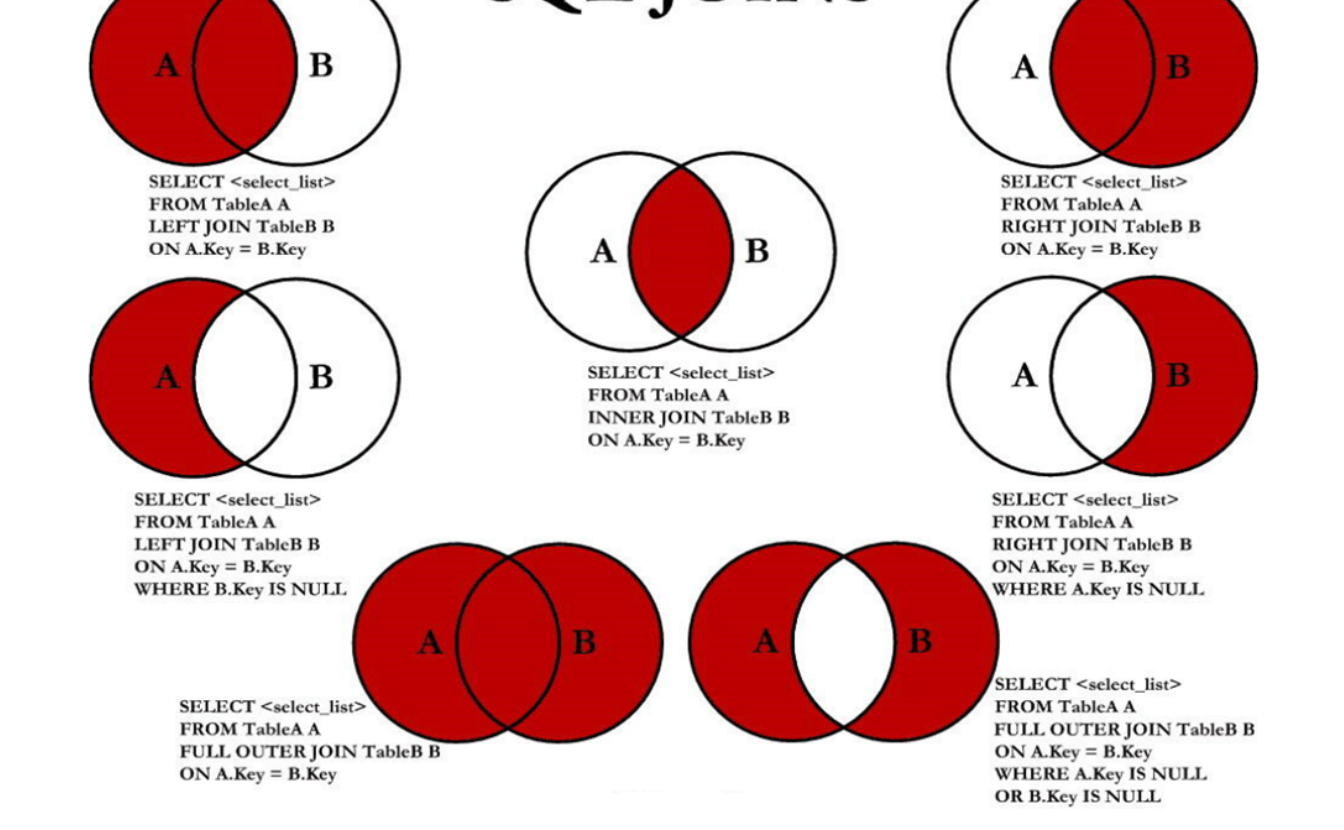 SQL JOINS
A B
SELECT <select_list>
FROM TableA A
LEFT JOIN TableB B
ON A.Key = B.Key
A B
SELECT <select_list>
FROM TableA A
RIGHT JOIN TableB B
ON A.Key = B.Key
A B
SELECT <select_list>
FROM TableA A
INNER JOIN TableB B
ON A.Key = B.Key
A B
SELECT <select_list>
FROM TableA A
LEFT JOIN TableB B
ON A.Key = B.Key
WHERE B.Key IS NULL
A B
SELECT <select_list>
FROM TableA A
RIGHT JOIN TableB B
ON A.Key = B.Key
WHERE A.Key IS NULL
A B
SELECT <select_list>
FROM TableA A
FULL OUTER JOIN TableB B
ON A.Key = B.Key
A B
SELECT <select_list>
FROM TableA A
FULL OUTER JOIN TableB B
ON A.Key = B.Key
WHERE A.Key IS NULL
OR B.Key IS NULL